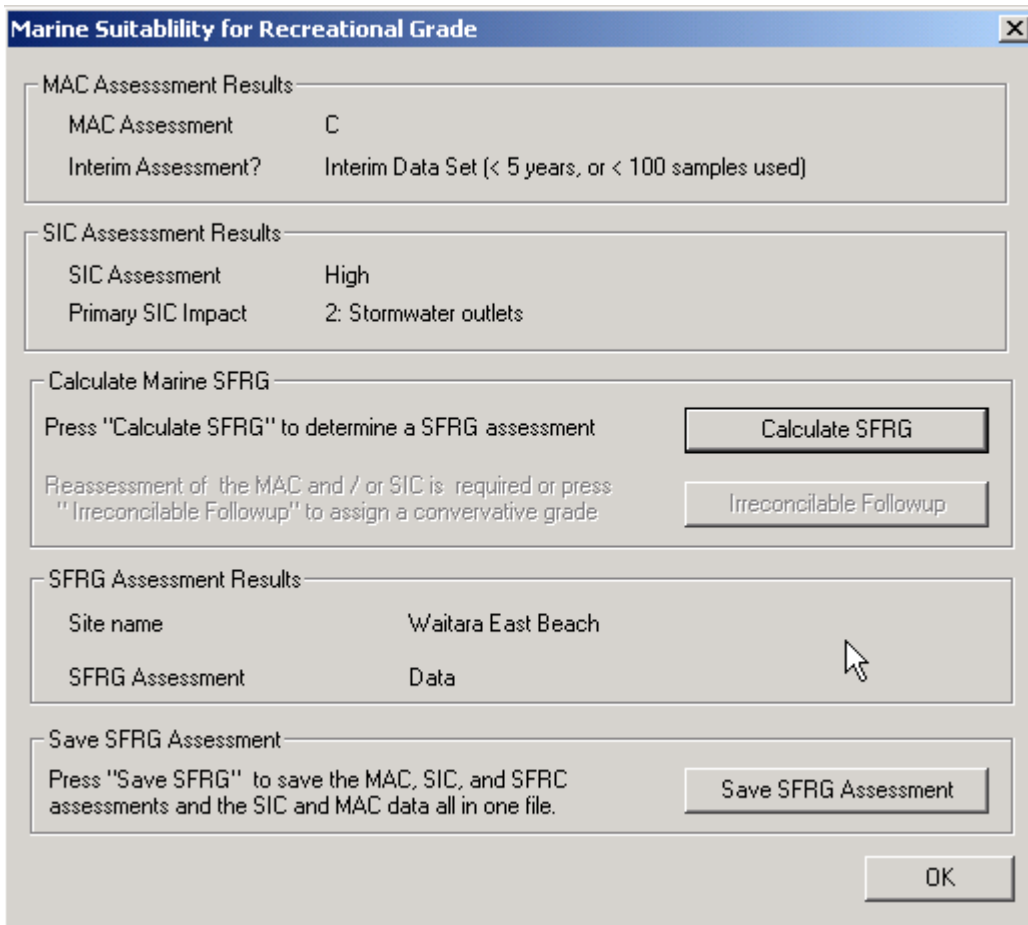 Marine Suitablility for Recreational Grade
MAC Assesssment Results
MAC Assessment C
Interim Assessment? Interim Data Set (< 5 years, or < 100 samples used)
SIC Assesssment Results
SIC Assessment High
Primary SIC Impact 2: Stormwater outlets
Calculate Marine SFRG
Press "Calculate SFRG" to determine a SFRG assessment
Calculate SFRG
Reassessment of the MAC and / or SIC is required or press
" Irreconcilable Followup" to assign a convervative grade
Irreconcilable Followup
SFRG Assessment Results
Site name Waitara East Beach
SFRG Assessment Data
Save SFRG Assessment
Press "Save SFRG" to save the MAC, SIC, and SFRC
assessments and the SIC and MAC data all in one file.
Save SFRG Assessment
OK